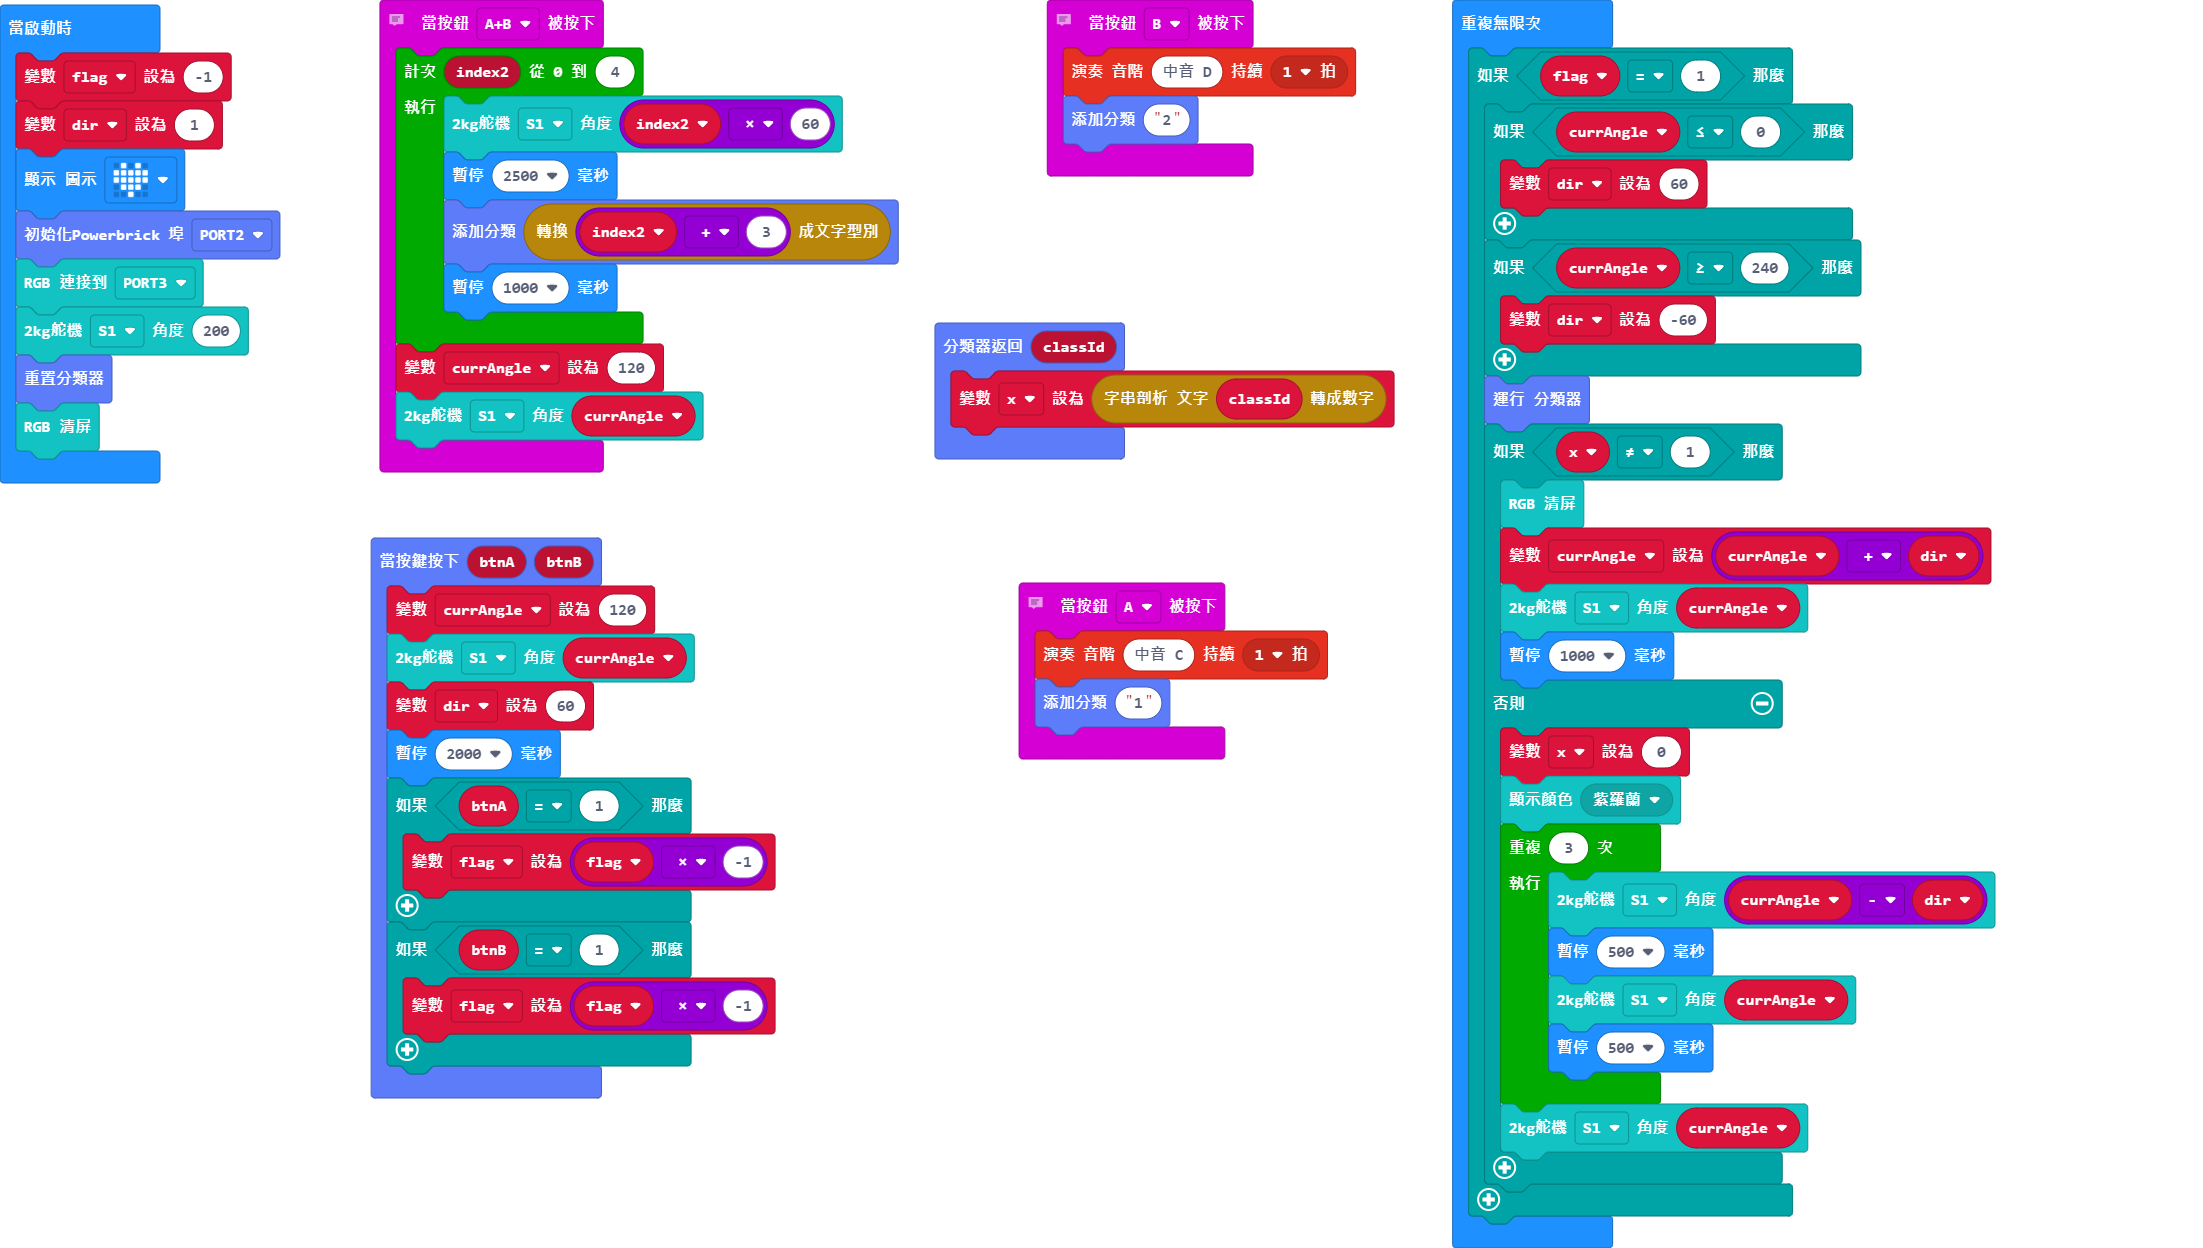 當啟動時
變數 flag 設為 -1
變數 dir 設為 1
顯示 圖示
初始化Powerbrick 埠 PORT2
RGB 連接到 PORT3
2kg舵機 S1 角度 200
重置分類器
RGB 清屏
當按鈕 A+B 被按下
計次 index2 從 0 到 4
執行
2kg舵機 S1 角度 index2 × 60
暫停 2500 毫秒
添加分類 轉換 index2 + 3 成文字型別
暫停 1000 毫秒
變數 currAngle 設為 120
2kg舵機 S1 角度 currAngle
當按鍵按下 btnA btnB
變數 currAngle 設為 120
2kg舵機 S1 角度 currAngle
變數 dir 設為 60
暫停 2000 毫秒
如果 btnA = 1 那麼
變數 flag 設為 flag × -1
如果 btnB = 1 那麼
變數 flag 設為 flag × -1
當按鈕 B 被按下
演奏 音階 中音 D 持續 1 拍
添加分類 "2"
分類器返回 classId
變數 x 設為 字串剖析 文字 classId 轉成數字
當按鈕 A 被按下
演奏 音階 中音 C 持續 1 拍
添加分類 "1"
重複無限次
如果 flag = 1 那麼
如果 currAngle ≤ 0 那麼
變數 dir 設為 60
如果 currAngle ≥ 240 那麼
變數 dir 設為 -60
運行 分類器
如果 x ≠ 1 那麼
RGB 清屏
變數 currAngle 設為 currAngle + dir
2kg舵機 S1 角度 currAngle
暫停 1000 毫秒
否則
變數 x 設為 0
顯示顏色 紫羅蘭
重複 3 次
執行
2kg舵機 S1 角度 currAngle - dir
暫停 500 毫秒
2kg舵機 S1 角度 currAngle
暫停 500 毫秒
2kg舵機 S1 角度 currAngle